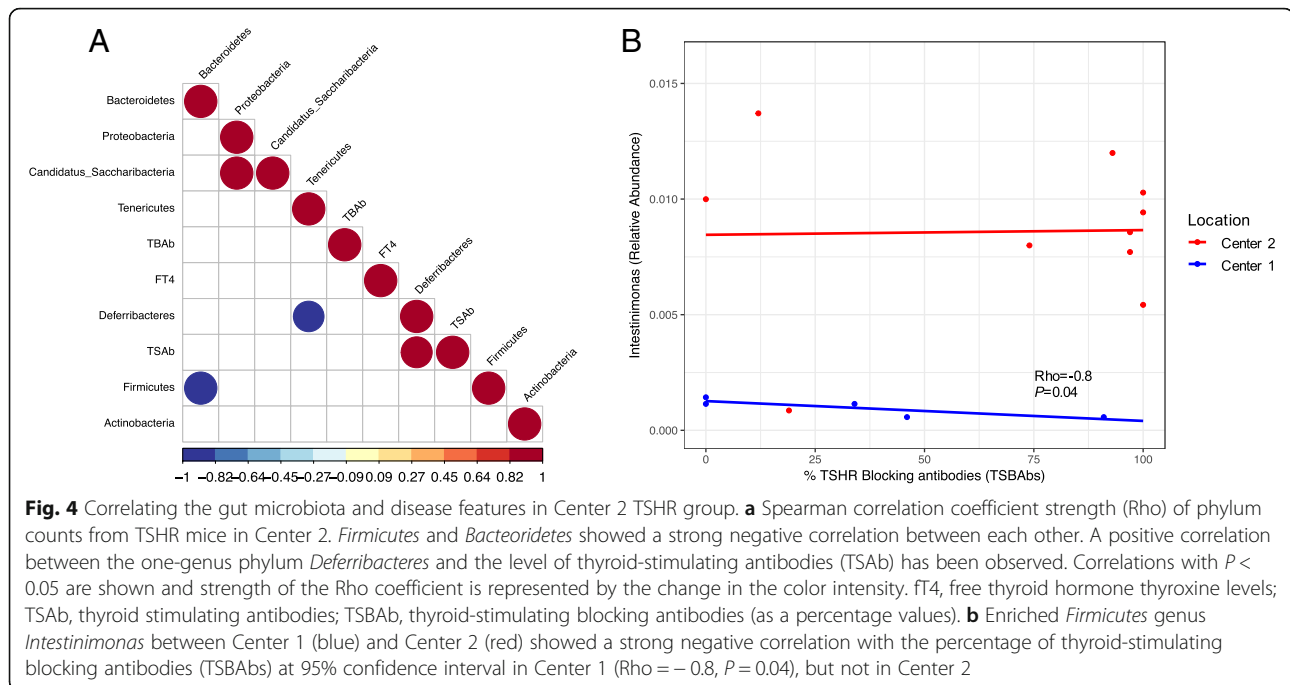 A
Bacteroidetes
Proteobacteria
Candidatus_Saccharibacteria
Tenericutes
TBAb
FT4
Deferribacteres
TSAb
Firmicutes
Actinobacteria
Bacteroidetes
Proteobacteria
Candidatus_Saccharibacteria
Tenericutes
TBAb
FT4
Deferribacteres
TSAb
Firmicutes
Actinobacteria
−1 −0.82 −0.64 −0.45 −0.27 −0.09 0.09 0.27 0.45 0.64 0.82 1
B
Intestinimonas (Relative Abundance)
0.015
0.010
0.005
0.000
Rho=-0.8
P=0.04
0 25 50 75 100
% TSHR Blocking antibodies (TSBAbs)
Location
Center 2
Center 1
Fig. 4 Correlating the gut microbiota and disease features in Center 2 TSHR group. a Spearman correlation coefficient strength (Rho) of phylum
counts from TSHR mice in Center 2. Firmicutes and Bacteoridetes showed a strong negative correlation between each other. A positive correlation
between the one-genus phylum Deferribacteres and the level of thyroid-stimulating antibodies (TSAb) has been observed. Correlations with P <
0.05 are shown and strength of the Rho coefficient is represented by the change in the color intensity. fT4, free thyroid hormone thyroxine levels;
TSAb, thyroid stimulating antibodies; TSBAb, thyroid-stimulating blocking antibodies (as a percentage values). b Enriched Firmicutes genus
Intestinimonas between Center 1 (blue) and Center 2 (red) showed a strong negative correlation with the percentage of thyroid-stimulating
blocking antibodies (TSBAbs) at 95% confidence interval in Center 1 (Rho = − 0.8, P = 0.04), but not in Center 2